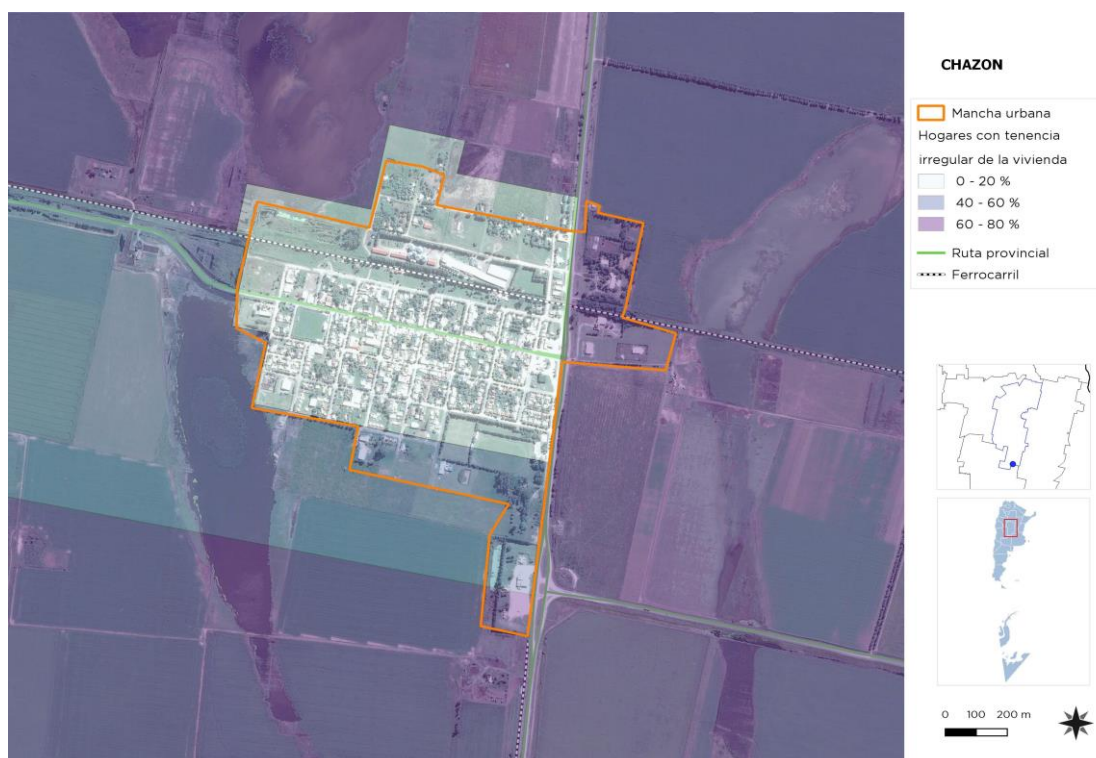 CHAZON
Mancha urbana
Hogares con tenencia
irregular de la vivienda
0 - 20 %
40 - 60 %
60 - 80 %
Ruta provincial
Ferrocarril
0 100 200 m